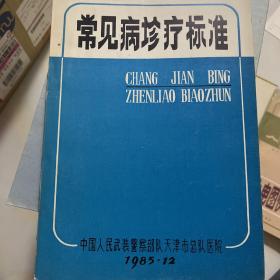 常见病诊疗标准
CHANG JIAN BING
ZHENLIAO BIAOZHUN
中国人民武装警察部队天津市总队医院
1985·12